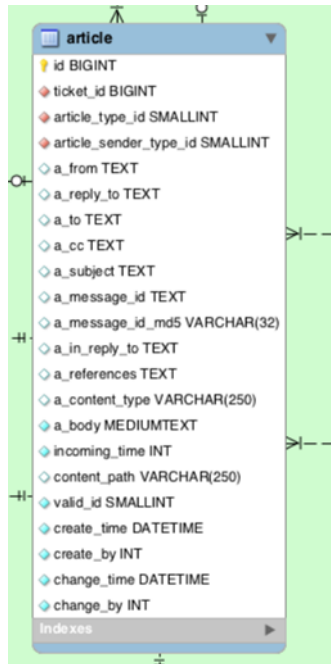 article
id BIGINT
ticket_id BIGINT
article_type_id SMALLINT
article_sender_type_id SMALLINT
a_from TEXT
a_reply_to TEXT
a_to TEXT
a_cc TEXT
a_subject TEXT
a_message_id TEXT
a_message_id_md5 VARCHAR(32)
a_in_reply_to TEXT
a_references TEXT
a_content_type VARCHAR(250)
a_body MEDIUMTEXT
incoming_time INT
content_path VARCHAR(250)
valid_id SMALLINT
create_time DATETIME
create_by INT
change_time DATETIME
change_by INT
Indexes